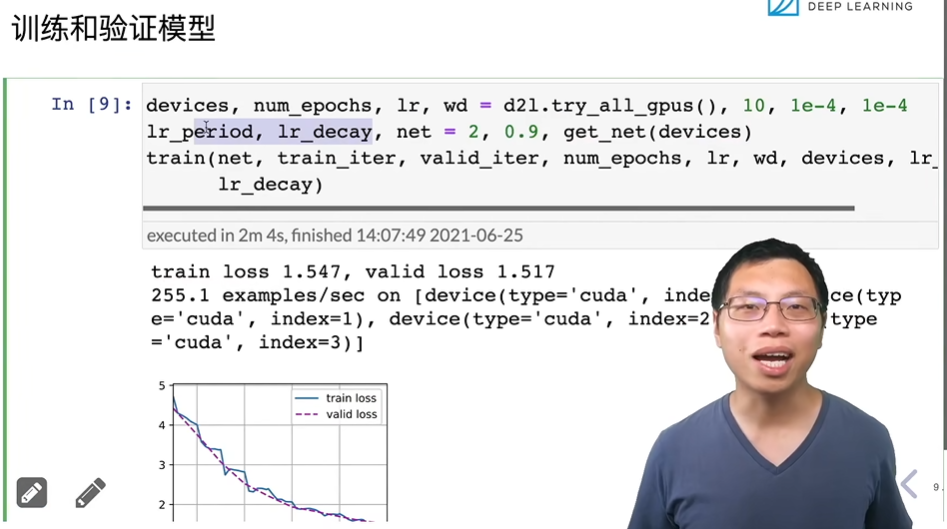 DEEP LEARNING
训练和验证模型
In [9]: devices, num_epochs, lr, wd = d2l.try_all_gpus(), 10, 1e-4, 1e-4
lr_period, lr_decay, net = 2, 0.9, get_net(devices)
train(net, train_iter, valid_iter, num_epochs, lr, wd, devices, lr_
lr_decay)
executed in 2m 4s, finished 14:07:49 2021-06-25
train loss 1.547, valid loss 1.517
255.1 examples/sec on [device(type='cuda', inde ce(typ
e='cuda', index=1), device(type='cuda', index=2 type
='cuda', index=3)]
5
train loss
valid loss
4
3
2
9.